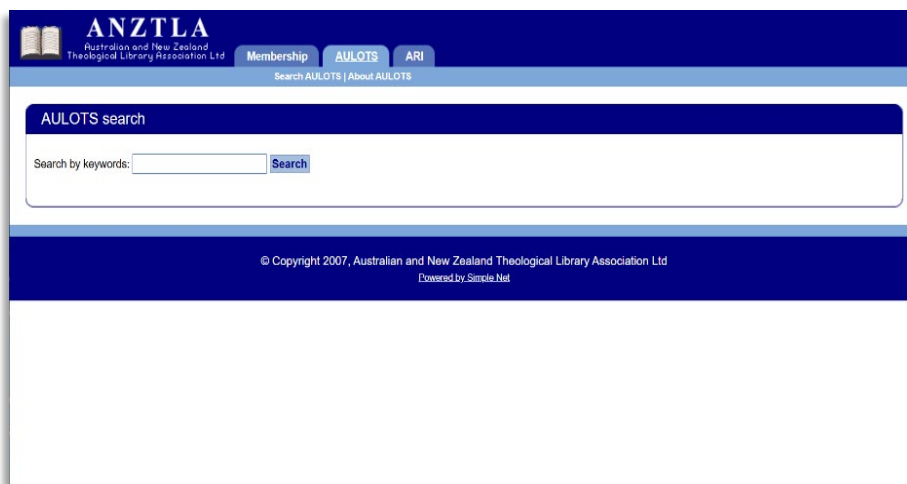 ANZTLA
Australian and New Zealand
Theological Library Association Ltd
Membership AULOTS ARI
Search AULOTS | About AULOTS
AULOTS search
Search by keywords: Search
© Copyright 2007, Australian and New Zealand Theological Library Association Ltd
Powered by Simple Net